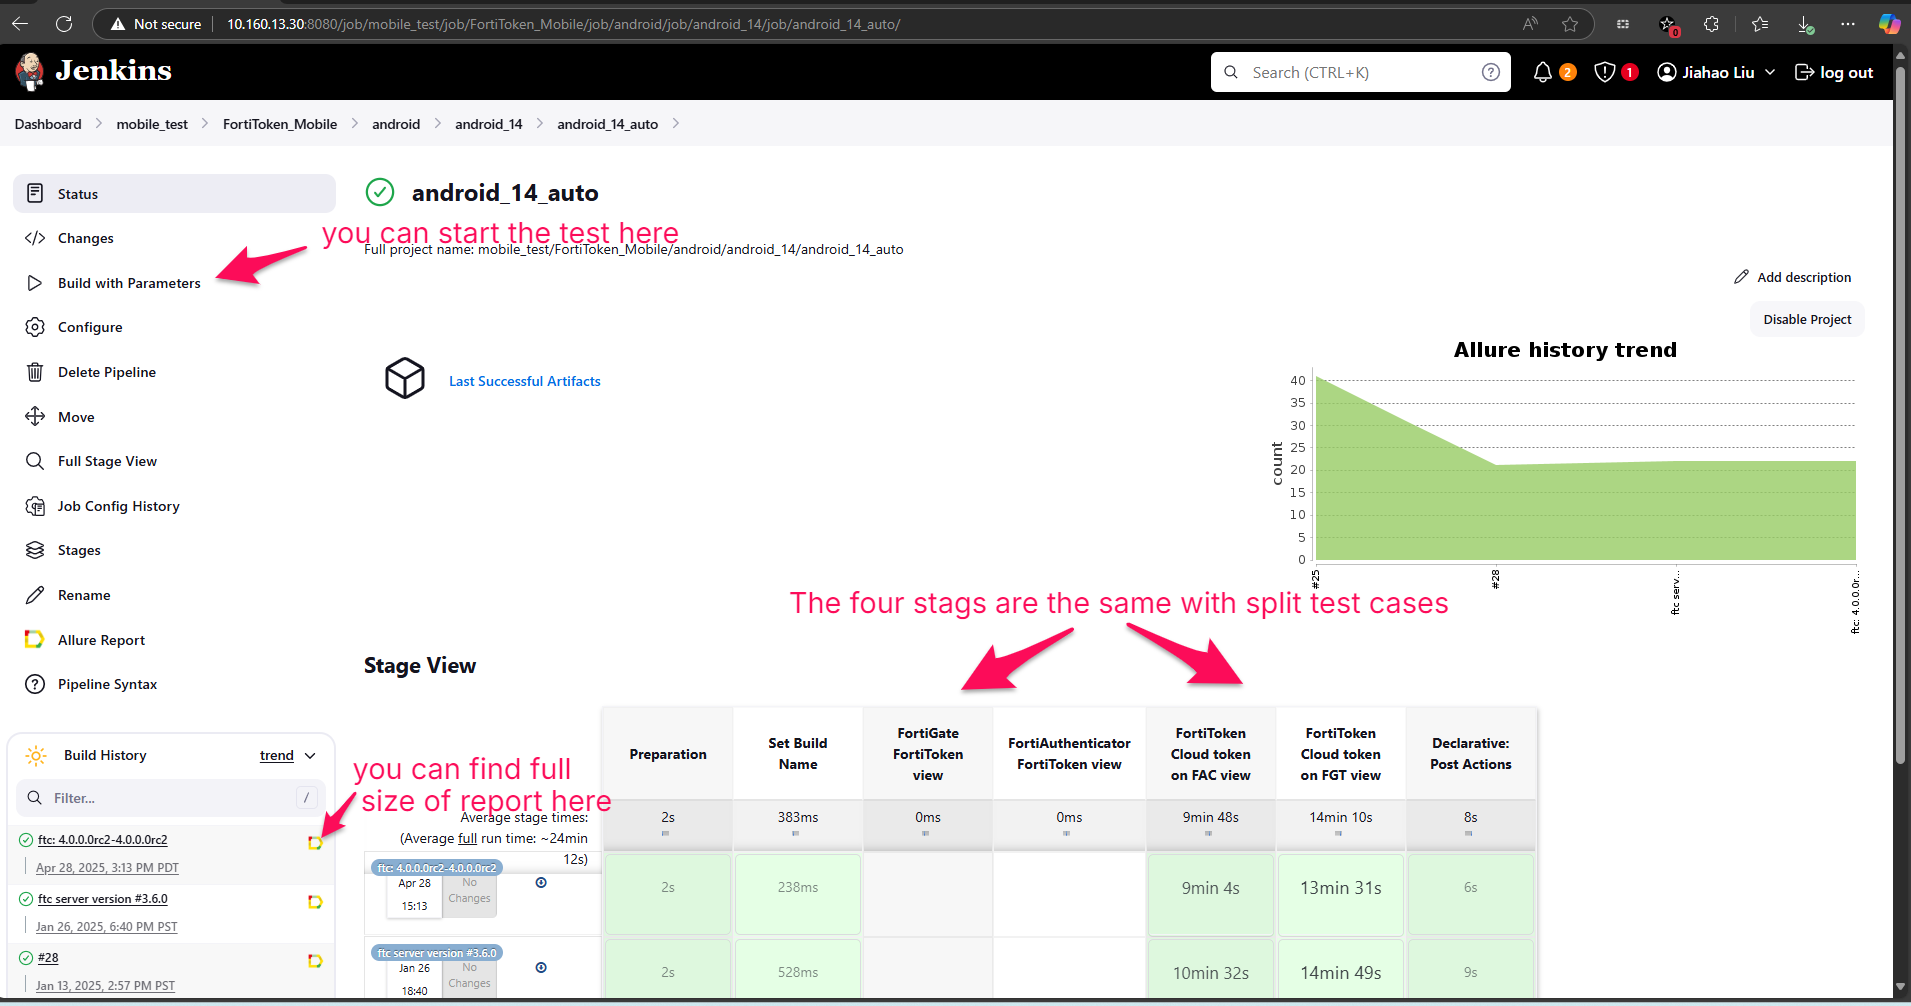 Not secure
10.160.13.30:8080/job/mobile_test/job/FortiToken_Mobile/job/android/job/android_14/job/android_14_auto/
0
Jenkins
Search (CTRL+K)
?
2
1
Jiahao Liu
log out
Dashboard
mobile_test
FortiToken_Mobile
android
android_14
android_14_auto
Status
Changes
Build with Parameters
Configure
Delete Pipeline
Move
Full Stage View
Job Config History
Stages
Rename
Allure Report
Pipeline Syntax
android_14_auto
you can start the test here
Full project name: mobile_test/FortiToken_Mobile/android/android_14/android_14_auto
Add description
Disable Project
Last Successful Artifacts
Allure history trend
count
40
35
30
25
20
15
10
5
0
#25
#28
ftc serv...
ftc: 4.0.0.0r...
The four stags are the same with split test cases
Stage View
Build History
trend
Filter...
/
ftc: 4.0.0.0rc2-4.0.0.0rc2
Apr 28, 2025, 3:13 PM PDT
ftc server version #3.6.0
Jan 26, 2025, 6:40 PM PST
#28
Jan 13, 2025, 2:57 PM PST
you can find full
size of report here
Preparation
Set Build
Name
FortiGate
FortiToken
view
FortiAuthenticator
FortiToken view
FortiToken
Cloud token
on FAC view
FortiToken
Cloud token
on FGT view
Declarative:
Post Actions
Average stage times:
(Average full run time: ~24min
12s)
2s
383ms
0ms
0ms
9min 48s
14min 10s
8s
ftc: 4.0.0.0rc2-4.0.0.0rc2
Apr 28
15:13
No
Changes
2s
238ms
9min 4s
13min 31s
6s
ftc server version #3.6.0
Jan 26
18:40
No
Changes
2s
528ms
10min 32s
14min 49s
9s